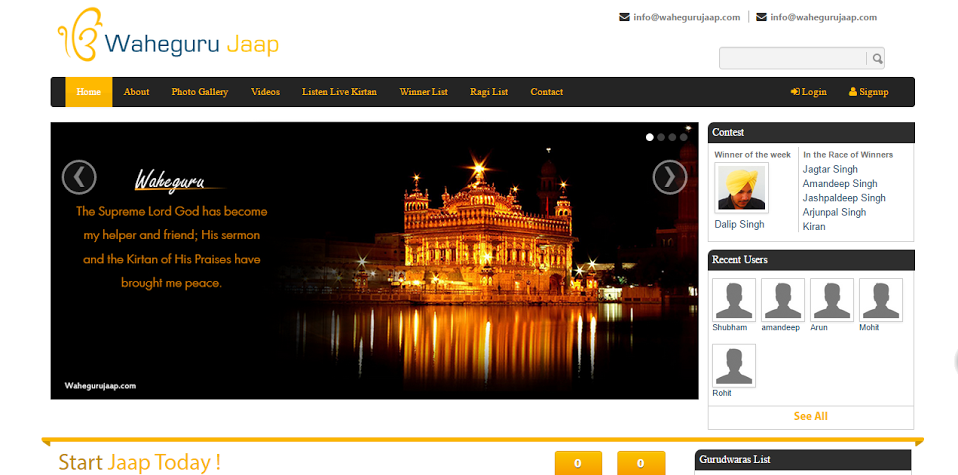 ੴ Waheguru Jaap
info@wahegurujaap.com | info@wahegurujaap.com
Home About Photo Gallery Videos Listen Live Kirtan Winner List Ragi List Contact Login Signup
Waheguru
The Supreme Lord God has become
my helper and friend; His sermon
and the Kirtan of His Praises have
brought me peace.
Wahegurujaap.com
Contest
Winner of the week
Dalip Singh
In the Race of Winners
Jagtar Singh
Amandeep Singh
Jashpaldeep Singh
Arjunpal Singh
Kiran
Recent Users
Shubham amandeep Arun Mohit
Rohit
See All
Start Jaap Today !
0 0
Gurudwaras List